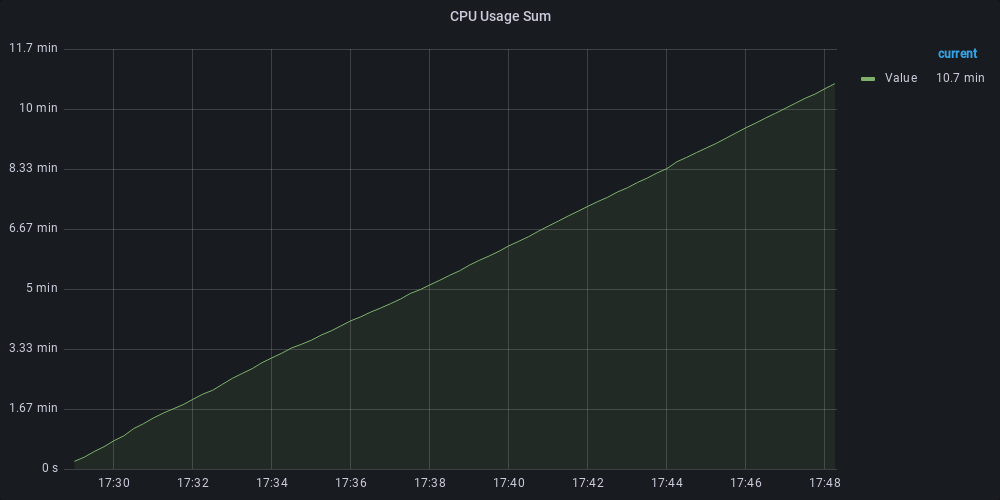 CPU Usage Sum
11.7 min
10 min
8.33 min
6.67 min
5 min
3.33 min
1.67 min
0 s
17:30 17:32 17:34 17:36 17:38 17:40 17:42 17:44 17:46 17:48
current
Value 10.7 min